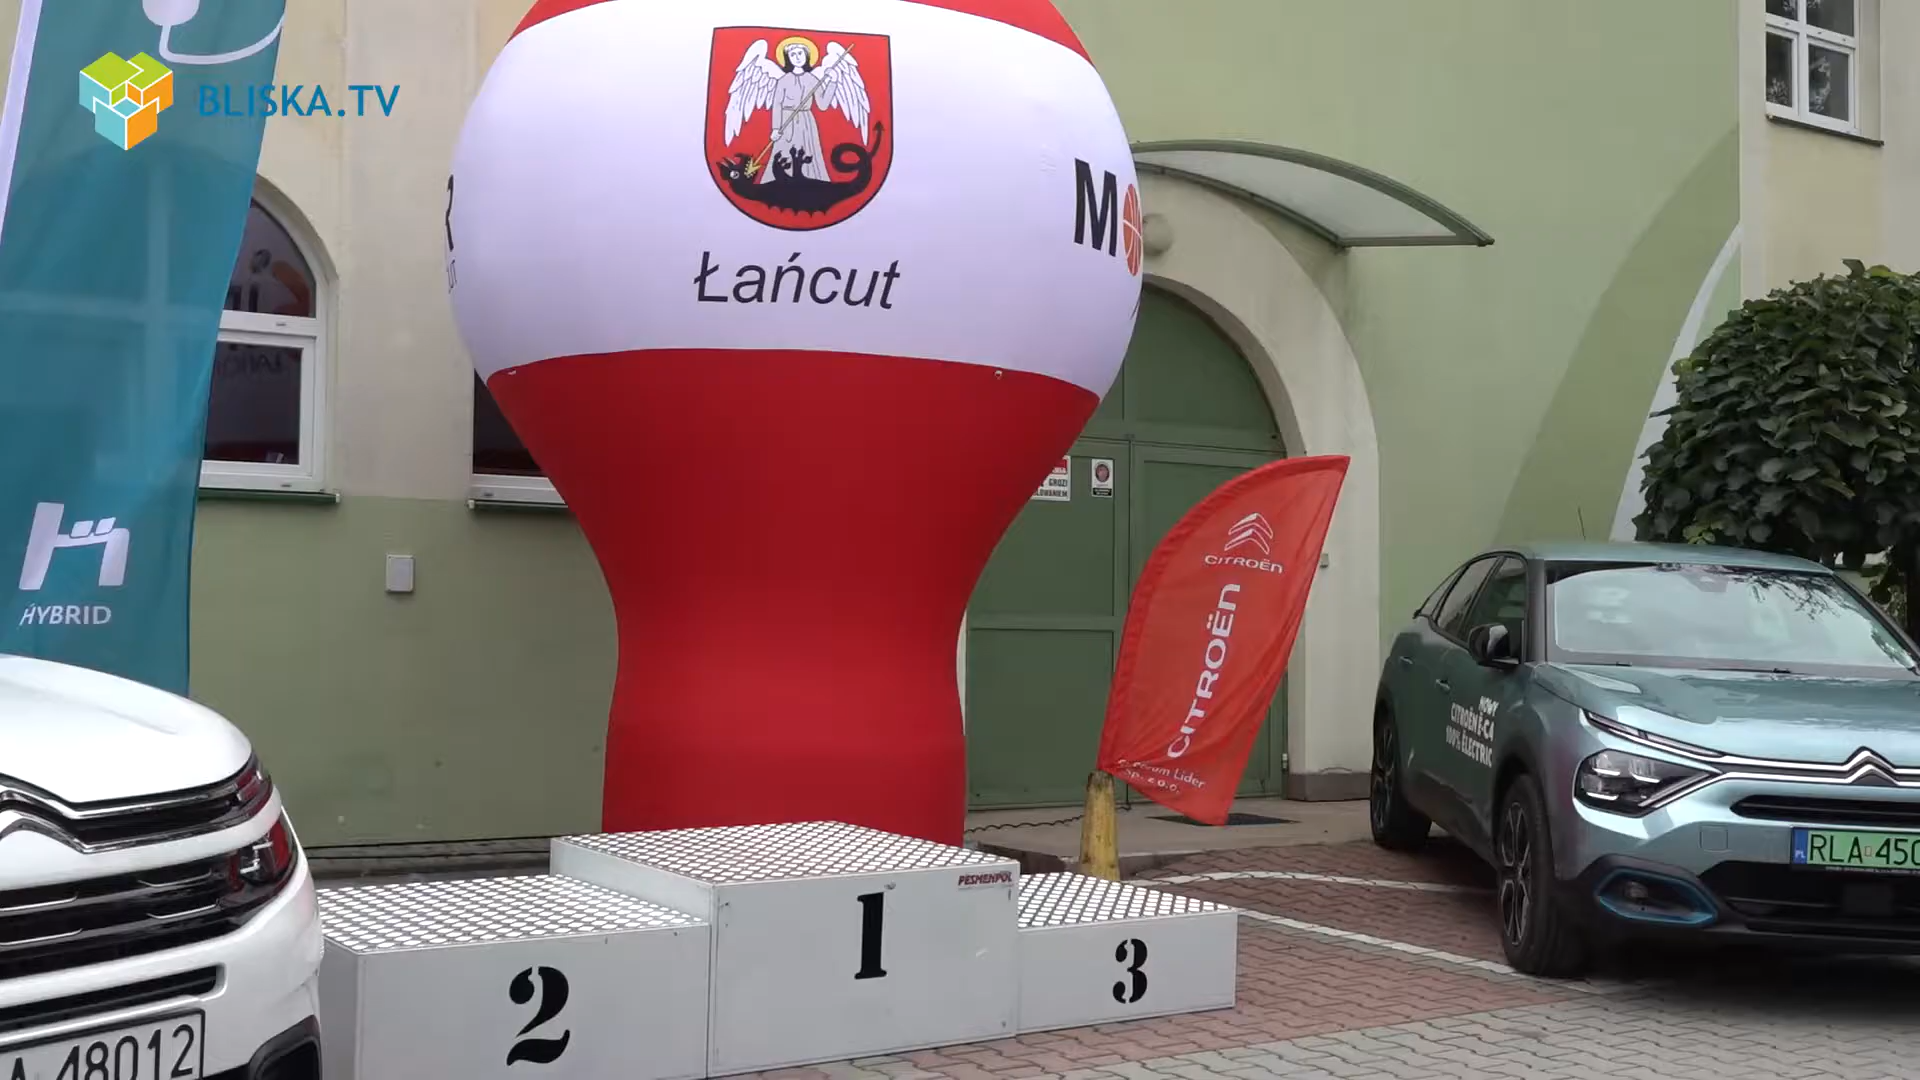 BLISKA.TV
Łańcut
HYBRID
CITROËN
CITROËN
Lider
sp. z o.o.
NOWY
CITROËN Ë-C4
100% ËLECTRIC
RLA 450
PESMENPOL
1
2
3
A 48012